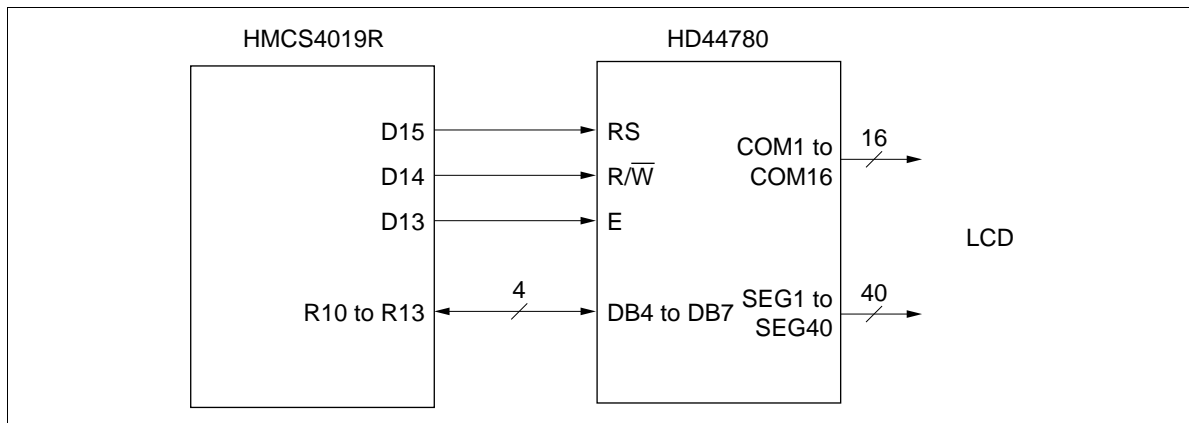 HMCS4019R
HD44780
D15
RS
D14
R/W̅
D13
E
R10 to R13
4
DB4 to DB7
COM1 to
COM16
16
SEG1 to
SEG40
40
LCD